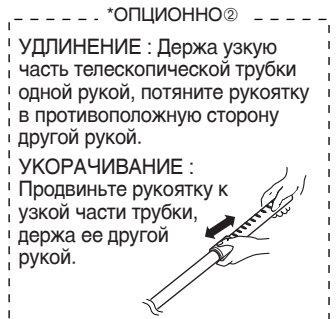 *ОПЦИОННО②
УДЛИНЕНИЕ : Держа узкую
часть телескопической трубки
одной рукой, потяните рукоятку
в противоположную сторону
другой рукой.
УКОРАЧИВАНИЕ :
Продвиньте рукоятку к
узкой части трубки,
держа ее другой
рукой.